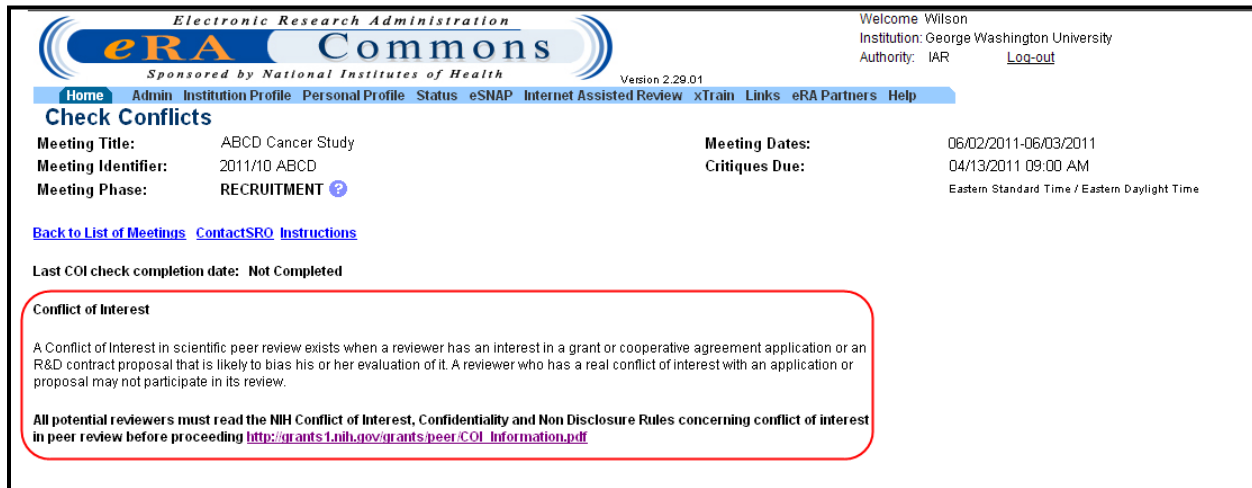 Electronic Research Administration
eRA Commons
Sponsored by National Institutes of Health
Version 2.29.01
Welcome Wilson
Institution: George Washington University
Authority: IAR Log-out
Home Admin Institution Profile Personal Profile Status eSNAP Internet Assisted Review xTrain Links eRA Partners Help
Check Conflicts
Meeting Title: ABCD Cancer Study Meeting Dates: 06/02/2011-06/03/2011
Meeting Identifier: 2011/10 ABCD Critiques Due: 04/13/2011 09:00 AM
Meeting Phase: RECRUITMENT ? Eastern Standard Time / Eastern Daylight Time
Back to List of Meetings ContactSRO Instructions
Last COI check completion date: Not Completed
Conflict of Interest
A Conflict of Interest in scientific peer review exists when a reviewer has an interest in a grant or cooperative agreement application or an
R&D contract proposal that is likely to bias his or her evaluation of it. A reviewer who has a real conflict of interest with an application or
proposal may not participate in its review.
All potential reviewers must read the NIH Conflict of Interest, Confidentiality and Non Disclosure Rules concerning conflict of interest
in peer review before proceeding http://grants1.nih.gov/grants/peer/COI_Information.pdf